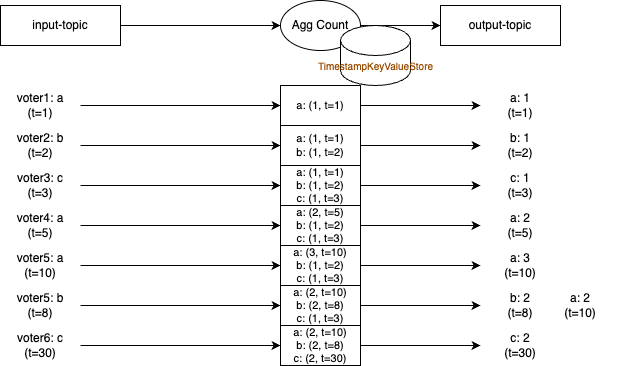 input-topic
Agg Count
output-topic
TimestampKeyValueStore
voter1: a
(t=1)
a: (1, t=1)
a: 1
(t=1)
voter2: b
(t=2)
a: (1, t=1)
b: (1, t=2)
b: 1
(t=2)
voter3: c
(t=3)
a: (1, t=1)
b: (1, t=2)
c: (1, t=3)
c: 1
(t=3)
voter4: a
(t=5)
a: (2, t=5)
b: (1, t=2)
c: (1, t=3)
a: 2
(t=5)
voter5: a
(t=10)
a: (3, t=10)
b: (1, t=2)
c: (1, t=3)
a: 3
(t=10)
voter5: b
(t=8)
a: (2, t=10)
b: (2, t=8)
c: (1, t=3)
b: 2
(t=8)
a: 2
(t=10)
voter6: c
(t=30)
a: (2, t=10)
b: (2, t=8)
c: (2, t=30)
c: 2
(t=30)